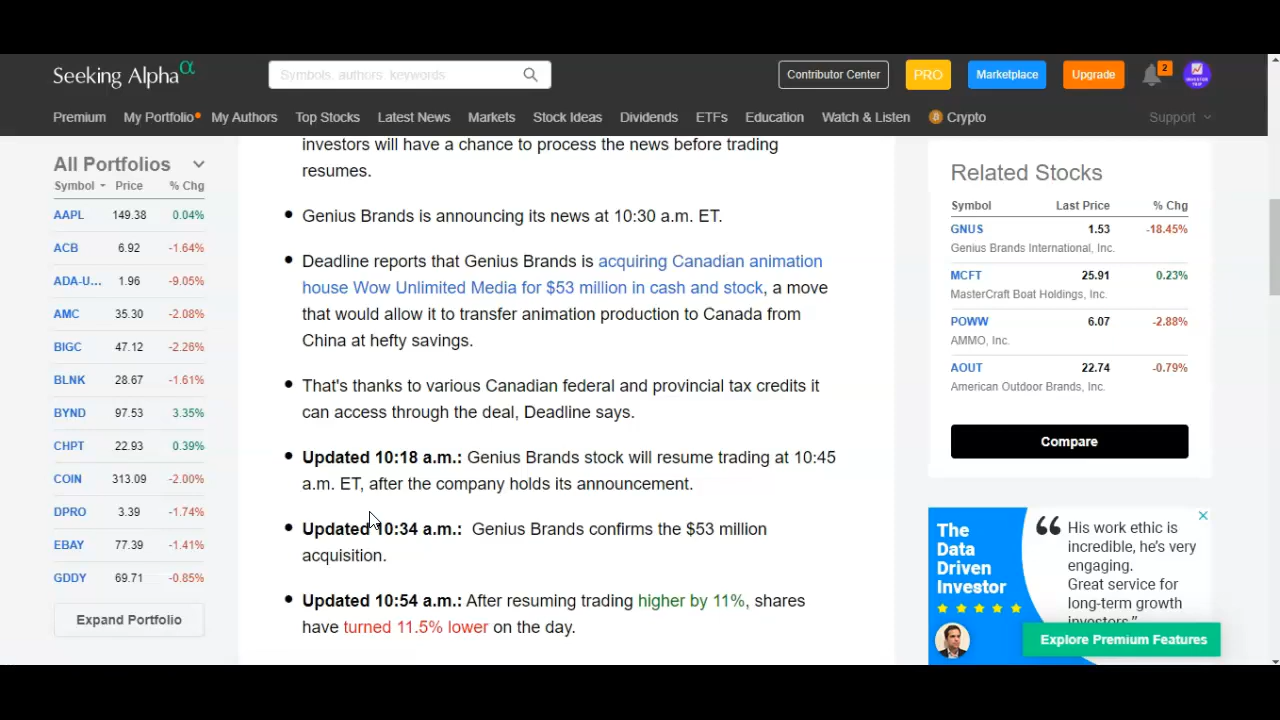 Seeking Alpha α
Symbols, authors, keywords
Contributor Center
PRO
Marketplace
Upgrade
2
Premium My Portfolio My Authors Top Stocks Latest News Markets Stock Ideas Dividends ETFs Education Watch & Listen Crypto Support
All Portfolios
Symbol Price % Chg
AAPL 149.38 0.04%
ACB 6.92 -1.64%
ADA-U... 1.96 -9.05%
AMC 35.30 -2.08%
BIGC 47.12 -2.26%
BLNK 28.67 -1.61%
BYND 97.53 3.35%
CHPT 22.93 0.39%
COIN 313.09 -2.00%
DPRO 3.39 -1.74%
EBAY 77.39 -1.41%
GDDY 69.71 -0.85%
Expand Portfolio
investors will have a chance to process the news before trading
resumes.
Genius Brands is announcing its news at 10:30 a.m. ET.
Deadline reports that Genius Brands is acquiring Canadian animation
house Wow Unlimited Media for $53 million in cash and stock, a move
that would allow it to transfer animation production to Canada from
China at hefty savings.
That's thanks to various Canadian federal and provincial tax credits it
can access through the deal, Deadline says.
Updated 10:18 a.m.: Genius Brands stock will resume trading at 10:45
a.m. ET, after the company holds its announcement.
Updated 10:34 a.m.: Genius Brands confirms the $53 million
acquisition.
Updated 10:54 a.m.: After resuming trading higher by 11%, shares
have turned 11.5% lower on the day.
Related Stocks
Symbol Last Price % Chg
GNUS 1.53 -18.45%
Genius Brands International, Inc.
MCFT 25.91 0.23%
MasterCraft Boat Holdings, Inc.
POWW 6.07 -2.88%
AMMO, Inc.
AOUT 22.74 -0.79%
American Outdoor Brands, Inc.
Compare
The
Data
Driven
Investor
“ His work ethic is
incredible, he's very
engaging.
Great service for
long-term growth
investors.”
Explore Premium Features